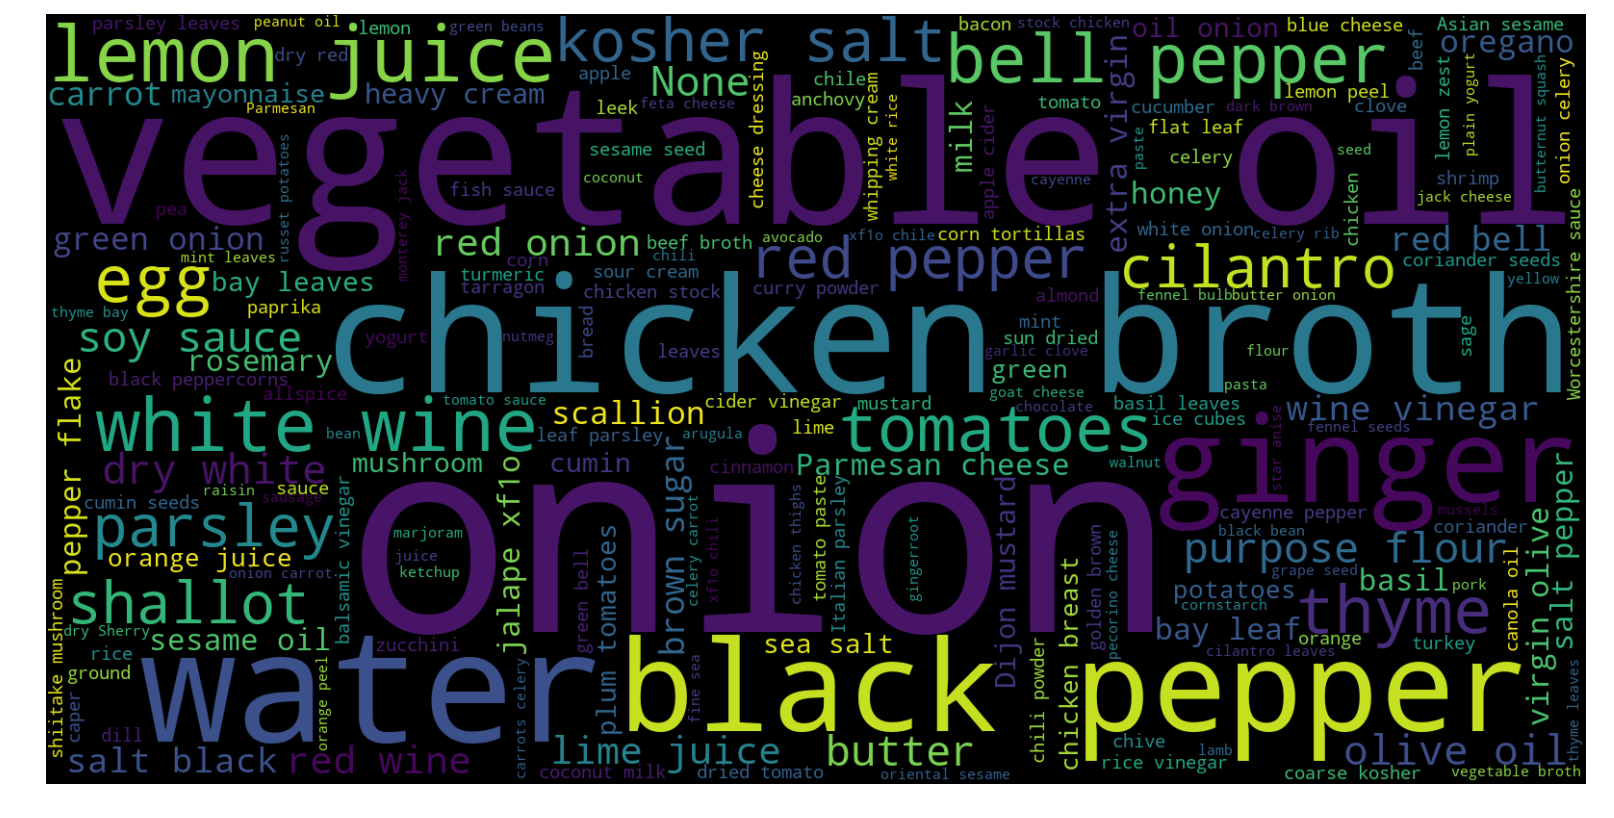 parsley leaves
peanut oil
lemon
green beans
kosher salt
bacon
stock chicken
oil onion
blue cheese
Asian sesame
lemon juice
dry red
bell pepper
extra virgin
beef
oregano
carrot
mayonnaise
heavy cream
apple
None
cheese dressing
chile
anchovy
whipping cream
white rice
milk
apple cider
tomato
cucumber
lemon peel
clove
lemon zest
plain yogurt
butternut squash
onion celery
Parmesan
leek
feta cheese
dark brown
flat leaf
paste
vegetable oil
russet potatoes
sesame seed
celery
seed
chicken
fish sauce
coconut
cayenne
honey
shrimp
jack cheese
pea
monterey jack
green onion
red onion
beef broth
avocado
xf1o chile
corn tortillas
white onion
celery rib
red bell
Worcestershire sauce
mint leaves
egg
bay leaves
turmeric
corn
chili
sour cream
red pepper
cilantro
coriander seeds
tarragon
chicken stock
curry powder
almond
fennel bulb
butter onion
yellow
thyme bay
paprika
chicken broth
soy sauce
yogurt
nutmeg
bread
leaves
mint
sun dried
garlic clove
flour
sage
rosemary
green
black peppercorns
allspice
goat cheese
pasta
pepper flake
white wine
tomato sauce
scallion
cider vinegar
mustard
chocolate
basil leaves
ice cubes
wine vinegar
fennel seeds
bean
leaf parsley
arugula
lime
tomatoes
dry white
mushroom
jalape xf1o
cumin
brown sugar
cinnamon
Parmesan cheese
walnut
ginger
star anise
cumin seeds
raisin
sauce
sausage
balsamic vinegar
onion
chicken thighs
tomato paste
Italian parsley
cayenne pepper
mussels
salt pepper
parsley
celery carrot
xf1o chili
gingerroot
Dijon mustard
black bean
coriander
orange juice
marjoram
juice
ketchup
onion carrot
green bell
plum tomatoes
chicken breast
golden brown
pecorino cheese
purpose flour
grape seed
virgin olive
canola oil
shiitake mushroom
shallot
potatoes
cornstarch
basil
pork
thyme
dry Sherry
sesame oil
zucchini
sea salt
bay leaf
orange
turkey
cilantro leaves
rice
ground
water
orange peel
carrots celery
black pepper
fine sea
chili powder
caper
dill
thyme leaves
salt black
red wine
lime juice
butter
chive
lamb
rice vinegar
olive oil
coconut milk
dried tomato
oriental sesame
coarse kosher
vegetable broth